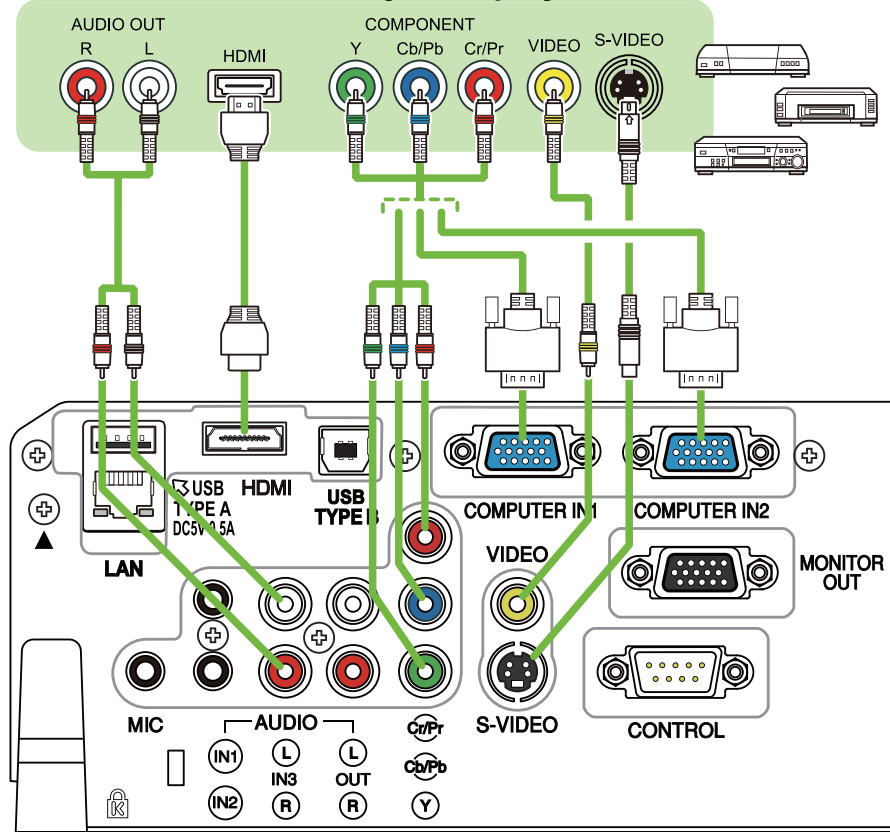 AUDIO OUT
R L
HDMI
COMPONENT
Y Cb/Pb Cr/Pr
VIDEO
S-VIDEO
USB
TYPE A
DC5V 0.5A
HDMI
USB
TYPE B
LAN
COMPUTER IN1
COMPUTER IN2
VIDEO
MONITOR
OUT
MIC
AUDIO
S-VIDEO
CONTROL
IN1
IN2
L
IN3
R
L
OUT
R
Cr/Pr
Cb/Pb
Y
K